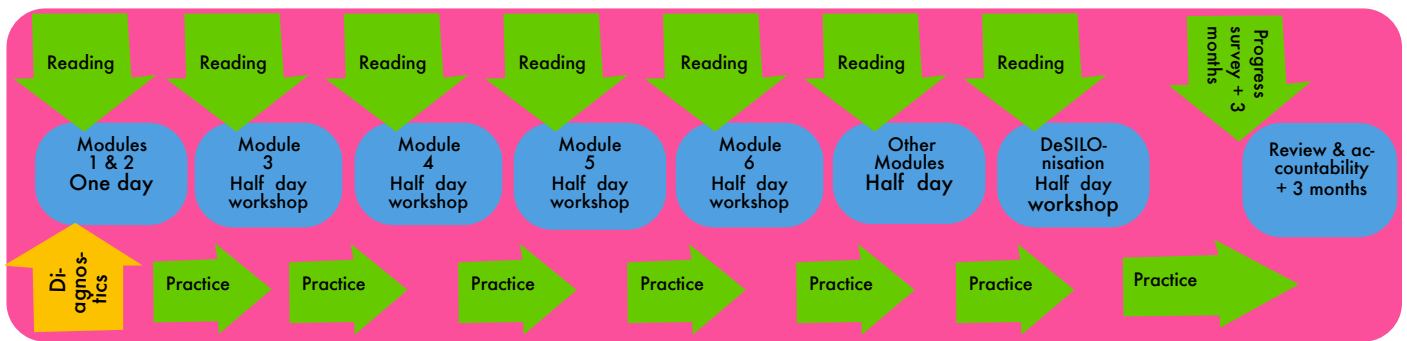 Reading
Reading
Reading
Reading
Reading
Reading
Reading
Progress
survey + 3
months
Modules
1 & 2
One day
Module
3
Half day
workshop
Module
4
Half day
workshop
Module
5
Half day
workshop
Module
6
Half day
workshop
Other
Modules
Half day
DeSILO-
nisation
Half day
workshop
Review & ac-
countability
+ 3 months
Di-
agnos-
tics
Practice
Practice
Practice
Practice
Practice
Practice
Practice